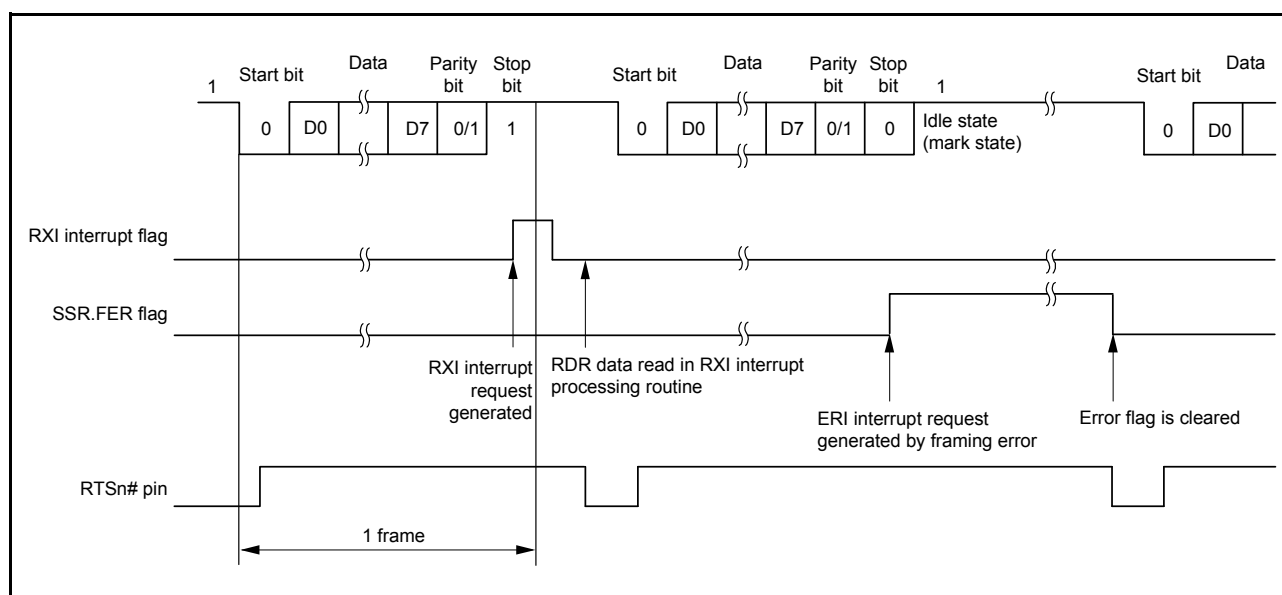 1
Start bit
Data
Parity
bit
Stop
bit
Start bit
Data
Parity
bit
Stop
bit
1
Start bit
Data
0
D0
D7
0/1
1
0
D0
D7
0/1
0
Idle state
(mark state)
0
D0
RXI interrupt flag
SSR.FER flag
RXI interrupt
request
generated
RDR data read in RXI interrupt
processing routine
ERI interrupt request
generated by framing error
Error flag is cleared
RTSn# pin
1 frame